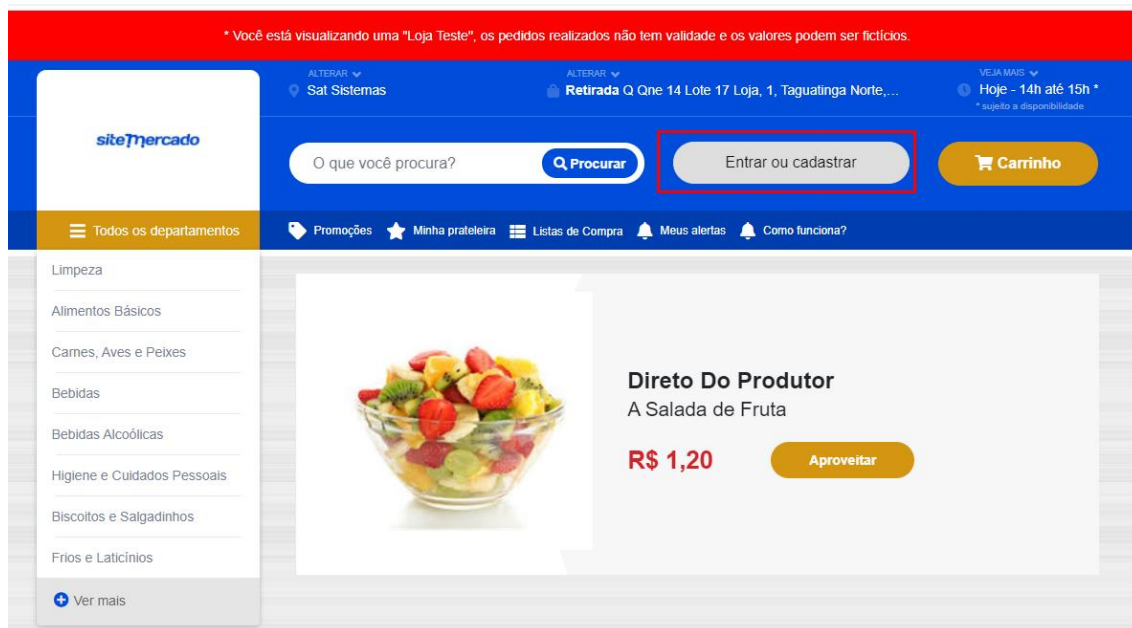 * Você está visualizando uma "Loja Teste", os pedidos realizados não tem validade e os valores podem ser fictícios.
ALTERAR
Sat Sistemas
ALTERAR
Retirada Q Qne 14 Lote 17 Loja, 1, Taguatinga Norte,...
VEJA MAIS
Hoje - 14h até 15h *
* sujeito a disponibilidade
sitemercado
O que você procura?
Procurar
Entrar ou cadastrar
Carrinho
Todos os departamentos
Promoções
Minha prateleira
Listas de Compra
Meus alertas
Como funciona?
Limpeza
Alimentos Básicos
Carnes, Aves e Peixes
Bebidas
Bebidas Alcoólicas
Higiene e Cuidados Pessoais
Biscoitos e Salgadinhos
Frios e Laticínios
Ver mais
Direto Do Produtor
A Salada de Fruta
R$ 1,20
Aproveitar